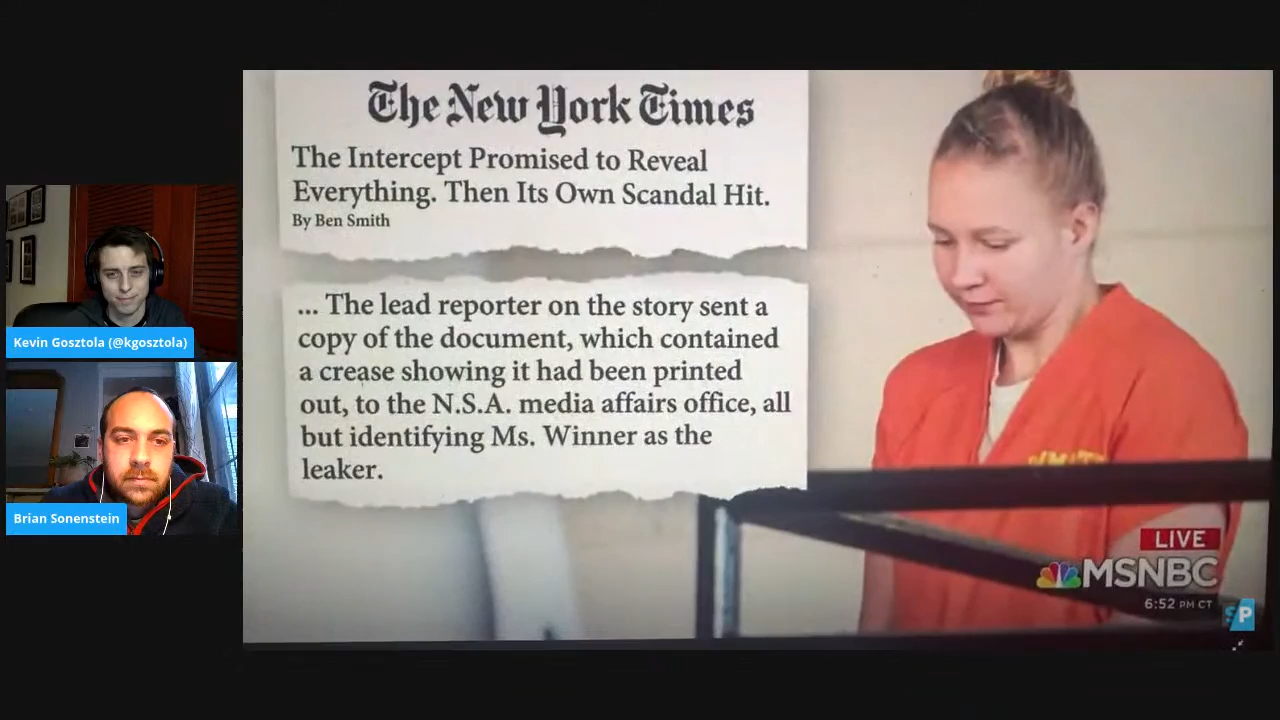 The New York Times
The Intercept Promised to Reveal
Everything. Then Its Own Scandal Hit.
By Ben Smith
... The lead reporter on the story sent a
copy of the document, which contained
a crease showing it had been printed
out, to the N.S.A. media affairs office, all
but identifying Ms. Winner as the
leaker.
Kevin Gosztola (@kgosztola)
Brian Sonenstein
LIVE
MSNBC
6:52 PM CT
SP